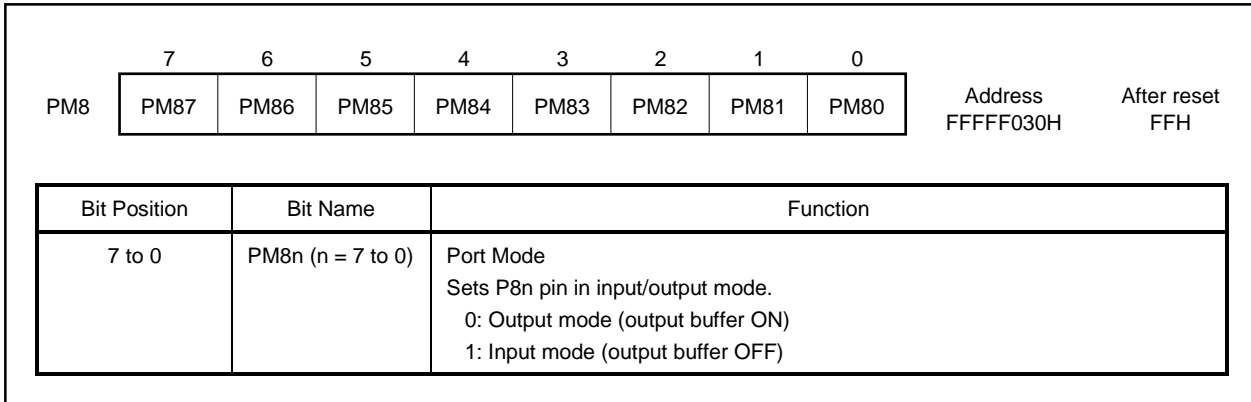 7 6 5 4 3 2 1 0
PM8 PM87 PM86 PM85 PM84 PM83 PM82 PM81 PM80 Address After reset
FFFFF030H FFH
Bit Position Bit Name Function
7 to 0 PM8n (n = 7 to 0) Port Mode
Sets P8n pin in input/output mode.
0: Output mode (output buffer ON)
1: Input mode (output buffer OFF)